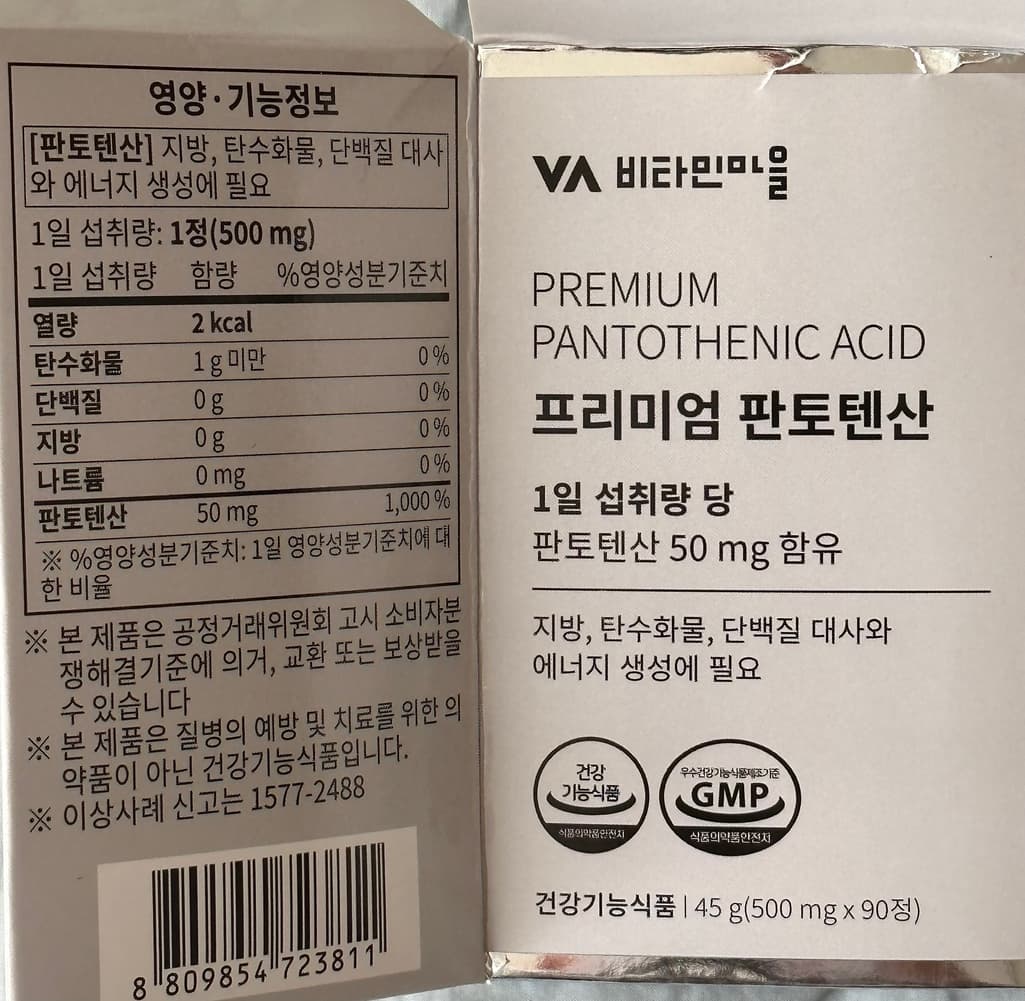 영양·기능정보
[판토텐산] 지방, 탄수화물, 단백질 대사
와 에너지 생성에 필요
1일 섭취량: 1정(500 mg)
1일 섭취량 함량 %영양성분기준치
열량 2 kcal
탄수화물 1 g 미만 0 %
단백질 0 g 0 %
지방 0 g 0 %
나트륨 0 mg 0 %
판토텐산 50 mg 1,000 %
※ %영양성분기준치: 1일 영양성분기준치에 대
한 비율
※ 본 제품은 공정거래위원회 고시 소비자분
쟁해결기준에 의거, 교환 또는 보상받을
수 있습니다
※ 본 제품은 질병의 예방 및 치료를 위한 의
약품이 아닌 건강기능식품입니다.
※ 이상사례 신고는 1577-2488
8 809854 723811
VA 비타민마을
PREMIUM
PANTOTHENIC ACID
프리미엄 판토텐산
1일 섭취량 당
판토텐산 50 mg 함유
지방, 탄수화물, 단백질 대사와
에너지 생성에 필요
건강
기능식품
식품의약품안전처
우수건강기능식품제조기준
GMP
식품의약품안전처
건강기능식품 | 45 g(500 mg x 90정)